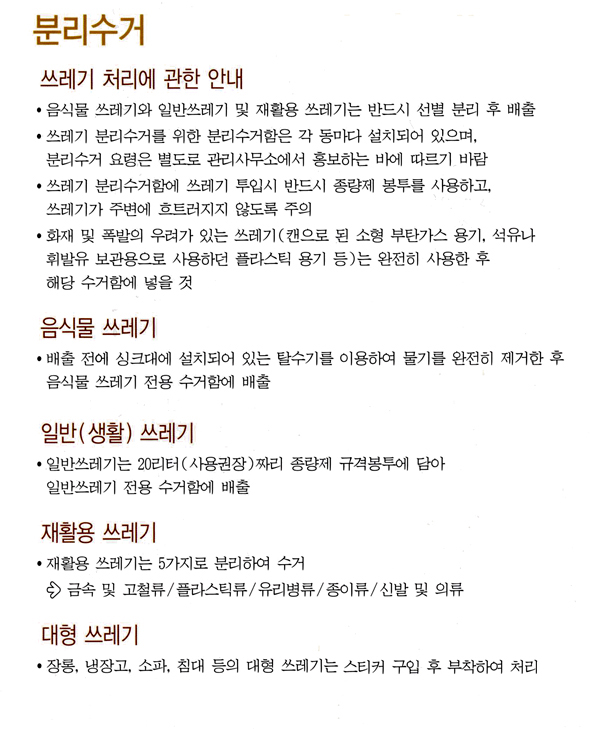 분리수거
쓰레기 처리에 관한 안내
• 음식물 쓰레기와 일반쓰레기 및 재활용 쓰레기는 반드시 선별 분리 후 배출
• 쓰레기 분리수거를 위한 분리수거함은 각 동마다 설치되어 있으며,
분리수거 요령은 별도로 관리사무소에서 홍보하는 바에 따르기 바람
• 쓰레기 분리수거함에 쓰레기 투입시 반드시 종량제 봉투를 사용하고,
쓰레기가 주변에 흐트러지지 않도록 주의
• 화재 및 폭발의 우려가 있는 쓰레기(캔으로 된 소형 부탄가스 용기, 석유나
휘발유 보관용으로 사용하던 플라스틱 용기 등)는 완전히 사용한 후
해당 수거함에 넣을 것
음식물 쓰레기
• 배출 전에 싱크대에 설치되어 있는 탈수기를 이용하여 물기를 완전히 제거한 후
음식물 쓰레기 전용 수거함에 배출
일반(생활) 쓰레기
• 일반쓰레기는 20리터(사용권장)짜리 종량제 규격봉투에 담아
일반쓰레기 전용 수거함에 배출
재활용 쓰레기
• 재활용 쓰레기는 5가지로 분리하여 수거
➪ 금속 및 고철류/플라스틱류/유리병류/종이류/신발 및 의류
대형 쓰레기
• 장롱, 냉장고, 소파, 침대 등의 대형 쓰레기는 스티커 구입 후 부착하여 처리